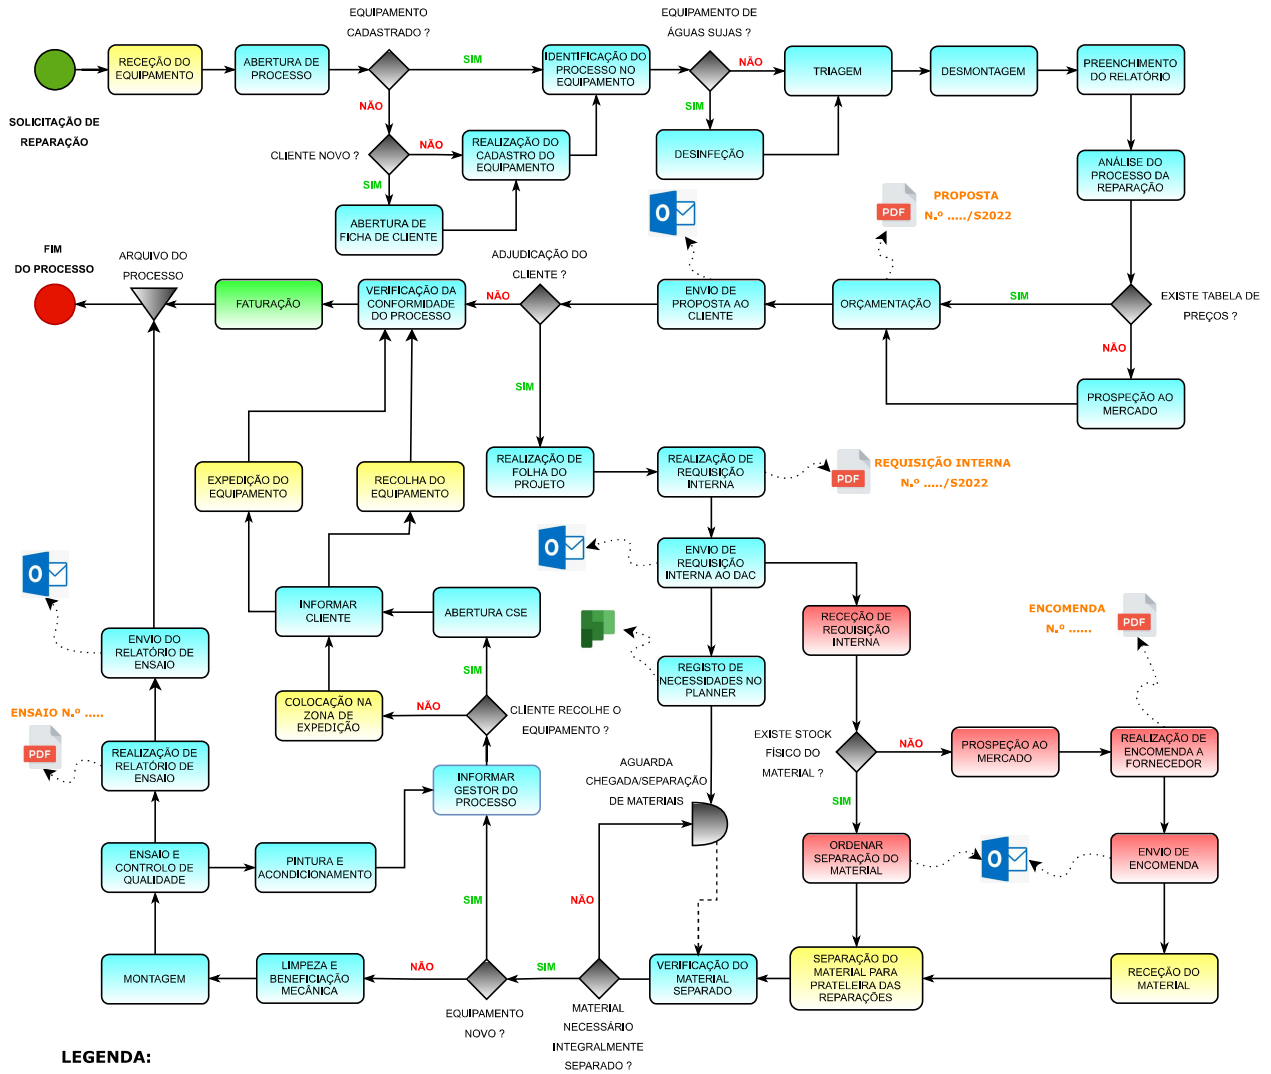 SOLICITAÇÃO DE
REPARAÇÃO
RECEÇÃO DO
EQUIPAMENTO
ABERTURA DE
PROCESSO
EQUIPAMENTO
CADASTRADO ?
SIM
NÃO
CLIENTE NOVO ?
NÃO
SIM
ABERTURA DE
FICHA DE CLIENTE
REALIZAÇÃO DO
CADASTRO DO
EQUIPAMENTO
IDENTIFICAÇÃO DO
PROCESSO NO
EQUIPAMENTO
EQUIPAMENTO DE
ÁGUAS SUJAS ?
NÃO
SIM
DESINFEÇÃO
TRIAGEM
DESMONTAGEM
PREENCHIMENTO
DO RELATÓRIO
ANÁLISE DO
PROCESSO DA
REPARAÇÃO
EXISTE TABELA DE
PREÇOS ?
SIM
NÃO
PROSPEÇÃO AO
MERCADO
ORÇAMENTAÇÃO
PDF
PROPOSTA
N.º ...../S2022
ENVIO DE
PROPOSTA AO
CLIENTE
O
ADJUDICAÇÃO DO
CLIENTE ?
NÃO
SIM
VERIFICAÇÃO DA
CONFORMIDADE
DO PROCESSO
FATURAÇÃO
ARQUIVO DO
PROCESSO
FIM
DO PROCESSO
REALIZAÇÃO DE
FOLHA DO
PROJETO
REALIZAÇÃO DE
REQUISIÇÃO
INTERNA
PDF
REQUISIÇÃO INTERNA
N.º ...../S2022
EXPEDIÇÃO DO
EQUIPAMENTO
RECOLHA DO
EQUIPAMENTO
O
ENVIO DE
REQUISIÇÃO
INTERNA AO DAC
RECEÇÃO DE
REQUISIÇÃO
INTERNA
ENCOMENDA
N.º ......
PDF
O
INFORMAR
CLIENTE
ABERTURA CSE
REGISTO DE
NECESSIDADES NO
PLANNER
ENVIO DO
RELATÓRIO DE
ENSAIO
SIM
COLOCAÇÃO NA
ZONA DE
EXPEDIÇÃO
NÃO
CLIENTE RECOLHE O
EQUIPAMENTO ?
ENSAIO N.º .....
PDF
REALIZAÇÃO DE
RELATÓRIO DE
ENSAIO
INFORMAR
GESTOR DO
PROCESSO
AGUARDA
CHEGADA/SEPARAÇÃO
DE MATERIAIS
EXISTE STOCK
FÍSICO DO
MATERIAL ?
NÃO
SIM
PROSPEÇÃO AO
MERCADO
REALIZAÇÃO DE
ENCOMENDA A
FORNECEDOR
ENSAIO E
CONTROLO DE
QUALIDADE
PINTURA E
ACONDICIONAMENTO
ORDENAR
SEPARAÇÃO DO
MATERIAL
O
ENVIO DE
ENCOMENDA
SIM
NÃO
MONTAGEM
LIMPEZA E
BENEFICIAÇÃO
MECÂNICA
NÃO
EQUIPAMENTO
NOVO ?
SIM
MATERIAL
NECESSÁRIO
INTEGRALMENTE
SEPARADO ?
VERIFICAÇÃO DO
MATERIAL
SEPARADO
SEPARAÇÃO DO
MATERIAL PARA
PRATELEIRA DAS
REPARAÇÕES
RECEÇÃO DO
MATERIAL
LEGENDA: